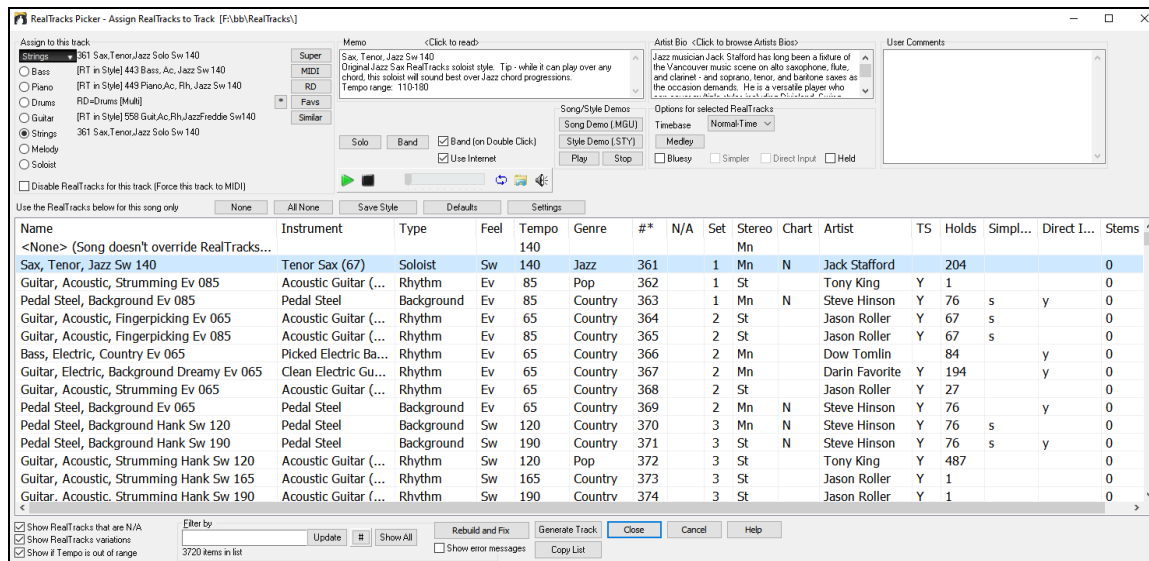 RealTracks Picker - Assign RealTracks to Track [F:\bb\RealTracks\]
Assign to this track
Strings 361 Sax,Tenor,Jazz Solo Sw 140 Super
Bass [RT in Style] 443 Bass, Ac, Jazz Sw 140 MIDI
Piano [RT in Style] 449 Piano,Ac, Rh, Jazz Sw 140 RD
Drums RD=Drums [Multi] * Favs
Guitar [RT in Style] 558 Guit,Ac,Rh,JazzFreddie Sw140 Similar
Strings 361 Sax,Tenor,Jazz Solo Sw 140
Melody
Soloist
Disable RealTracks for this track (Force this track to MIDI)
Memo <Click to read>
Sax, Tenor, Jazz Sw 140
Original Jazz Sax RealTracks soloist style. Tip - while it can play over any
chord, this soloist will sound best over Jazz chord progressions.
Tempo range: 110-180
Solo Band Band (on Double Click)
Use Internet
Song/Style Demos
Song Demo (.MGU)
Style Demo (.STY)
Play Stop
Artist Bio <Click to browse Artists Bios>
Jazz musician Jack Stafford has long been a fixture of
the Vancouver music scene on alto saxophone, flute,
and clarinet - and soprano, tenor, and baritone saxes as
the occasion demands. He is a versatile player who
Options for selected RealTracks
Timebase Normal-Time
Medley
Bluesy Simpler Direct Input Held
User Comments
Use the RealTracks below for this song only None All None Save Style Defaults Settings
Name Instrument Type Feel Tempo Genre #* N/A Set Stereo Chart Artist TS Holds Simpl... Direct I... Stems
<None> (Song doesn't override RealTracks... 140 Mn
Sax, Tenor, Jazz Sw 140 Tenor Sax (67) Soloist Sw 140 Jazz 361 1 Mn N Jack Stafford 204 0
Guitar, Acoustic, Strumming Ev 085 Acoustic Guitar (... Rhythm Ev 85 Pop 362 1 St Tony King Y 1 0
Pedal Steel, Background Ev 085 Pedal Steel Background Ev 85 Country 363 1 Mn N Steve Hinson Y 76 s y 0
Guitar, Acoustic, Fingerpicking Ev 065 Acoustic Guitar (... Rhythm Ev 65 Country 364 2 St Jason Roller Y 67 s 0
Guitar, Acoustic, Fingerpicking Ev 085 Acoustic Guitar (... Rhythm Ev 85 Country 365 2 St Jason Roller Y 67 s 0
Bass, Electric, Country Ev 065 Picked Electric Ba... Rhythm Ev 65 Country 366 2 Mn Dow Tomlin 84 y 0
Guitar, Electric, Background Dreamy Ev 065 Clean Electric Gu... Rhythm Ev 65 Country 367 2 Mn Darin Favorite Y 194 y 0
Guitar, Acoustic, Strumming Ev 065 Acoustic Guitar (... Rhythm Ev 65 Country 368 2 St Jason Roller Y 27 0
Pedal Steel, Background Ev 065 Pedal Steel Background Ev 65 Country 369 2 Mn N Steve Hinson Y 76 y 0
Pedal Steel, Background Hank Sw 120 Pedal Steel Background Sw 120 Country 370 3 Mn N Steve Hinson Y 76 s 0
Pedal Steel, Background Hank Sw 190 Pedal Steel Background Sw 190 Country 371 3 St N Steve Hinson Y 76 s y 0
Guitar, Acoustic, Strumming Hank Sw 120 Acoustic Guitar (... Rhythm Sw 120 Pop 372 3 St Tony King Y 487 0
Guitar, Acoustic, Strumming Hank Sw 165 Acoustic Guitar (... Rhythm Sw 165 Country 373 3 St Jason Roller Y 1 0
Guitar, Acoustic, Strumming Hank Sw 190 Acoustic Guitar (... Rhythm Sw 190 Country 374 3 St Jason Roller Y 1 0
Show RealTracks that are N/A
Show RealTracks variations
Show if Tempo is out of range
Filter by
Update # Show All
3720 items in list
Rebuild and Fix Generate Track Close Cancel Help
Show error messages Copy List